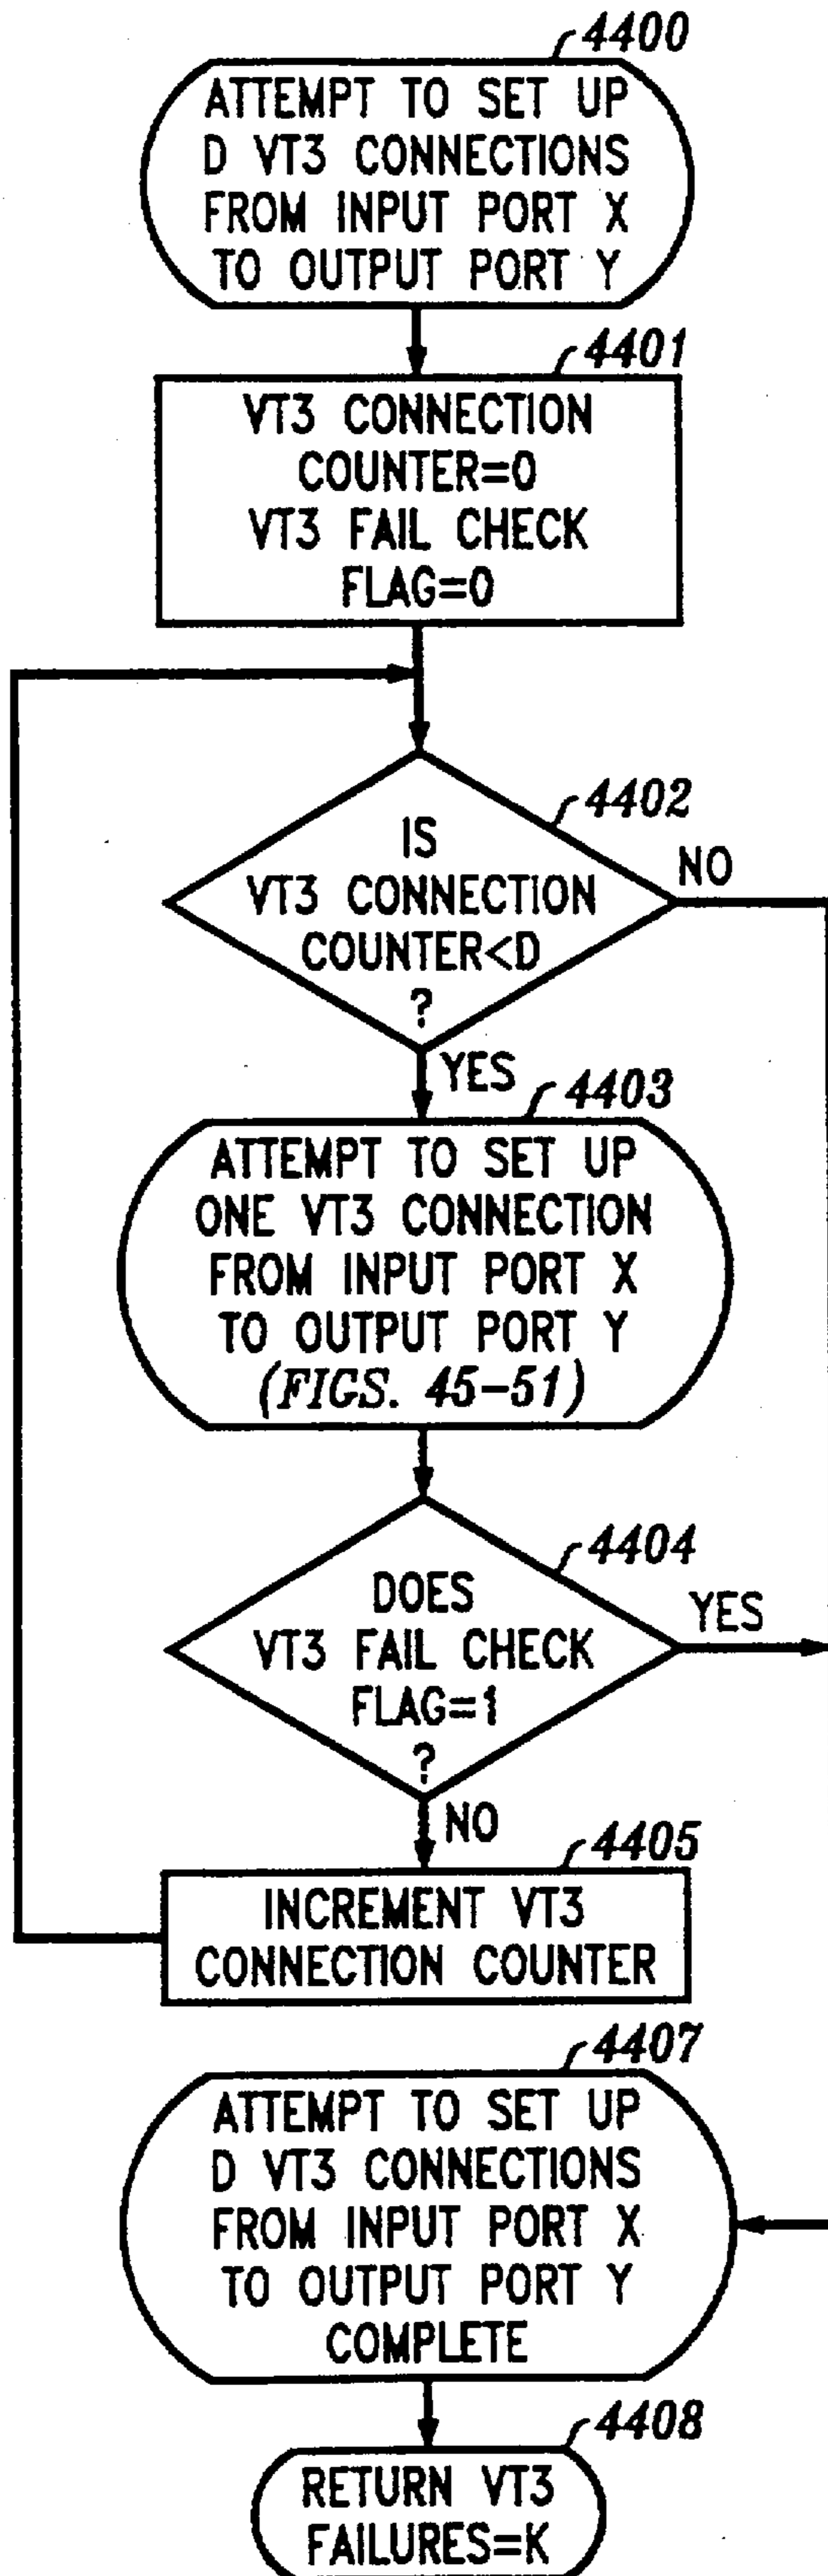 4400
ATTEMPT TO SET UP
D VT3 CONNECTIONS
FROM INPUT PORT X
TO OUTPUT PORT Y
4401
VT3 CONNECTION
COUNTER=0
VT3 FAIL CHECK
FLAG=0
4402
IS
VT3 CONNECTION
COUNTER<D
?
NO
YES
4403
ATTEMPT TO SET UP
ONE VT3 CONNECTION
FROM INPUT PORT X
TO OUTPUT PORT Y
(FIGS. 45-51)
4404
DOES
VT3 FAIL CHECK
FLAG=1
?
YES
NO
4405
INCREMENT VT3
CONNECTION COUNTER
4407
ATTEMPT TO SET UP
D VT3 CONNECTIONS
FROM INPUT PORT X
TO OUTPUT PORT Y
COMPLETE
4408
RETURN VT3
FAILURES=K